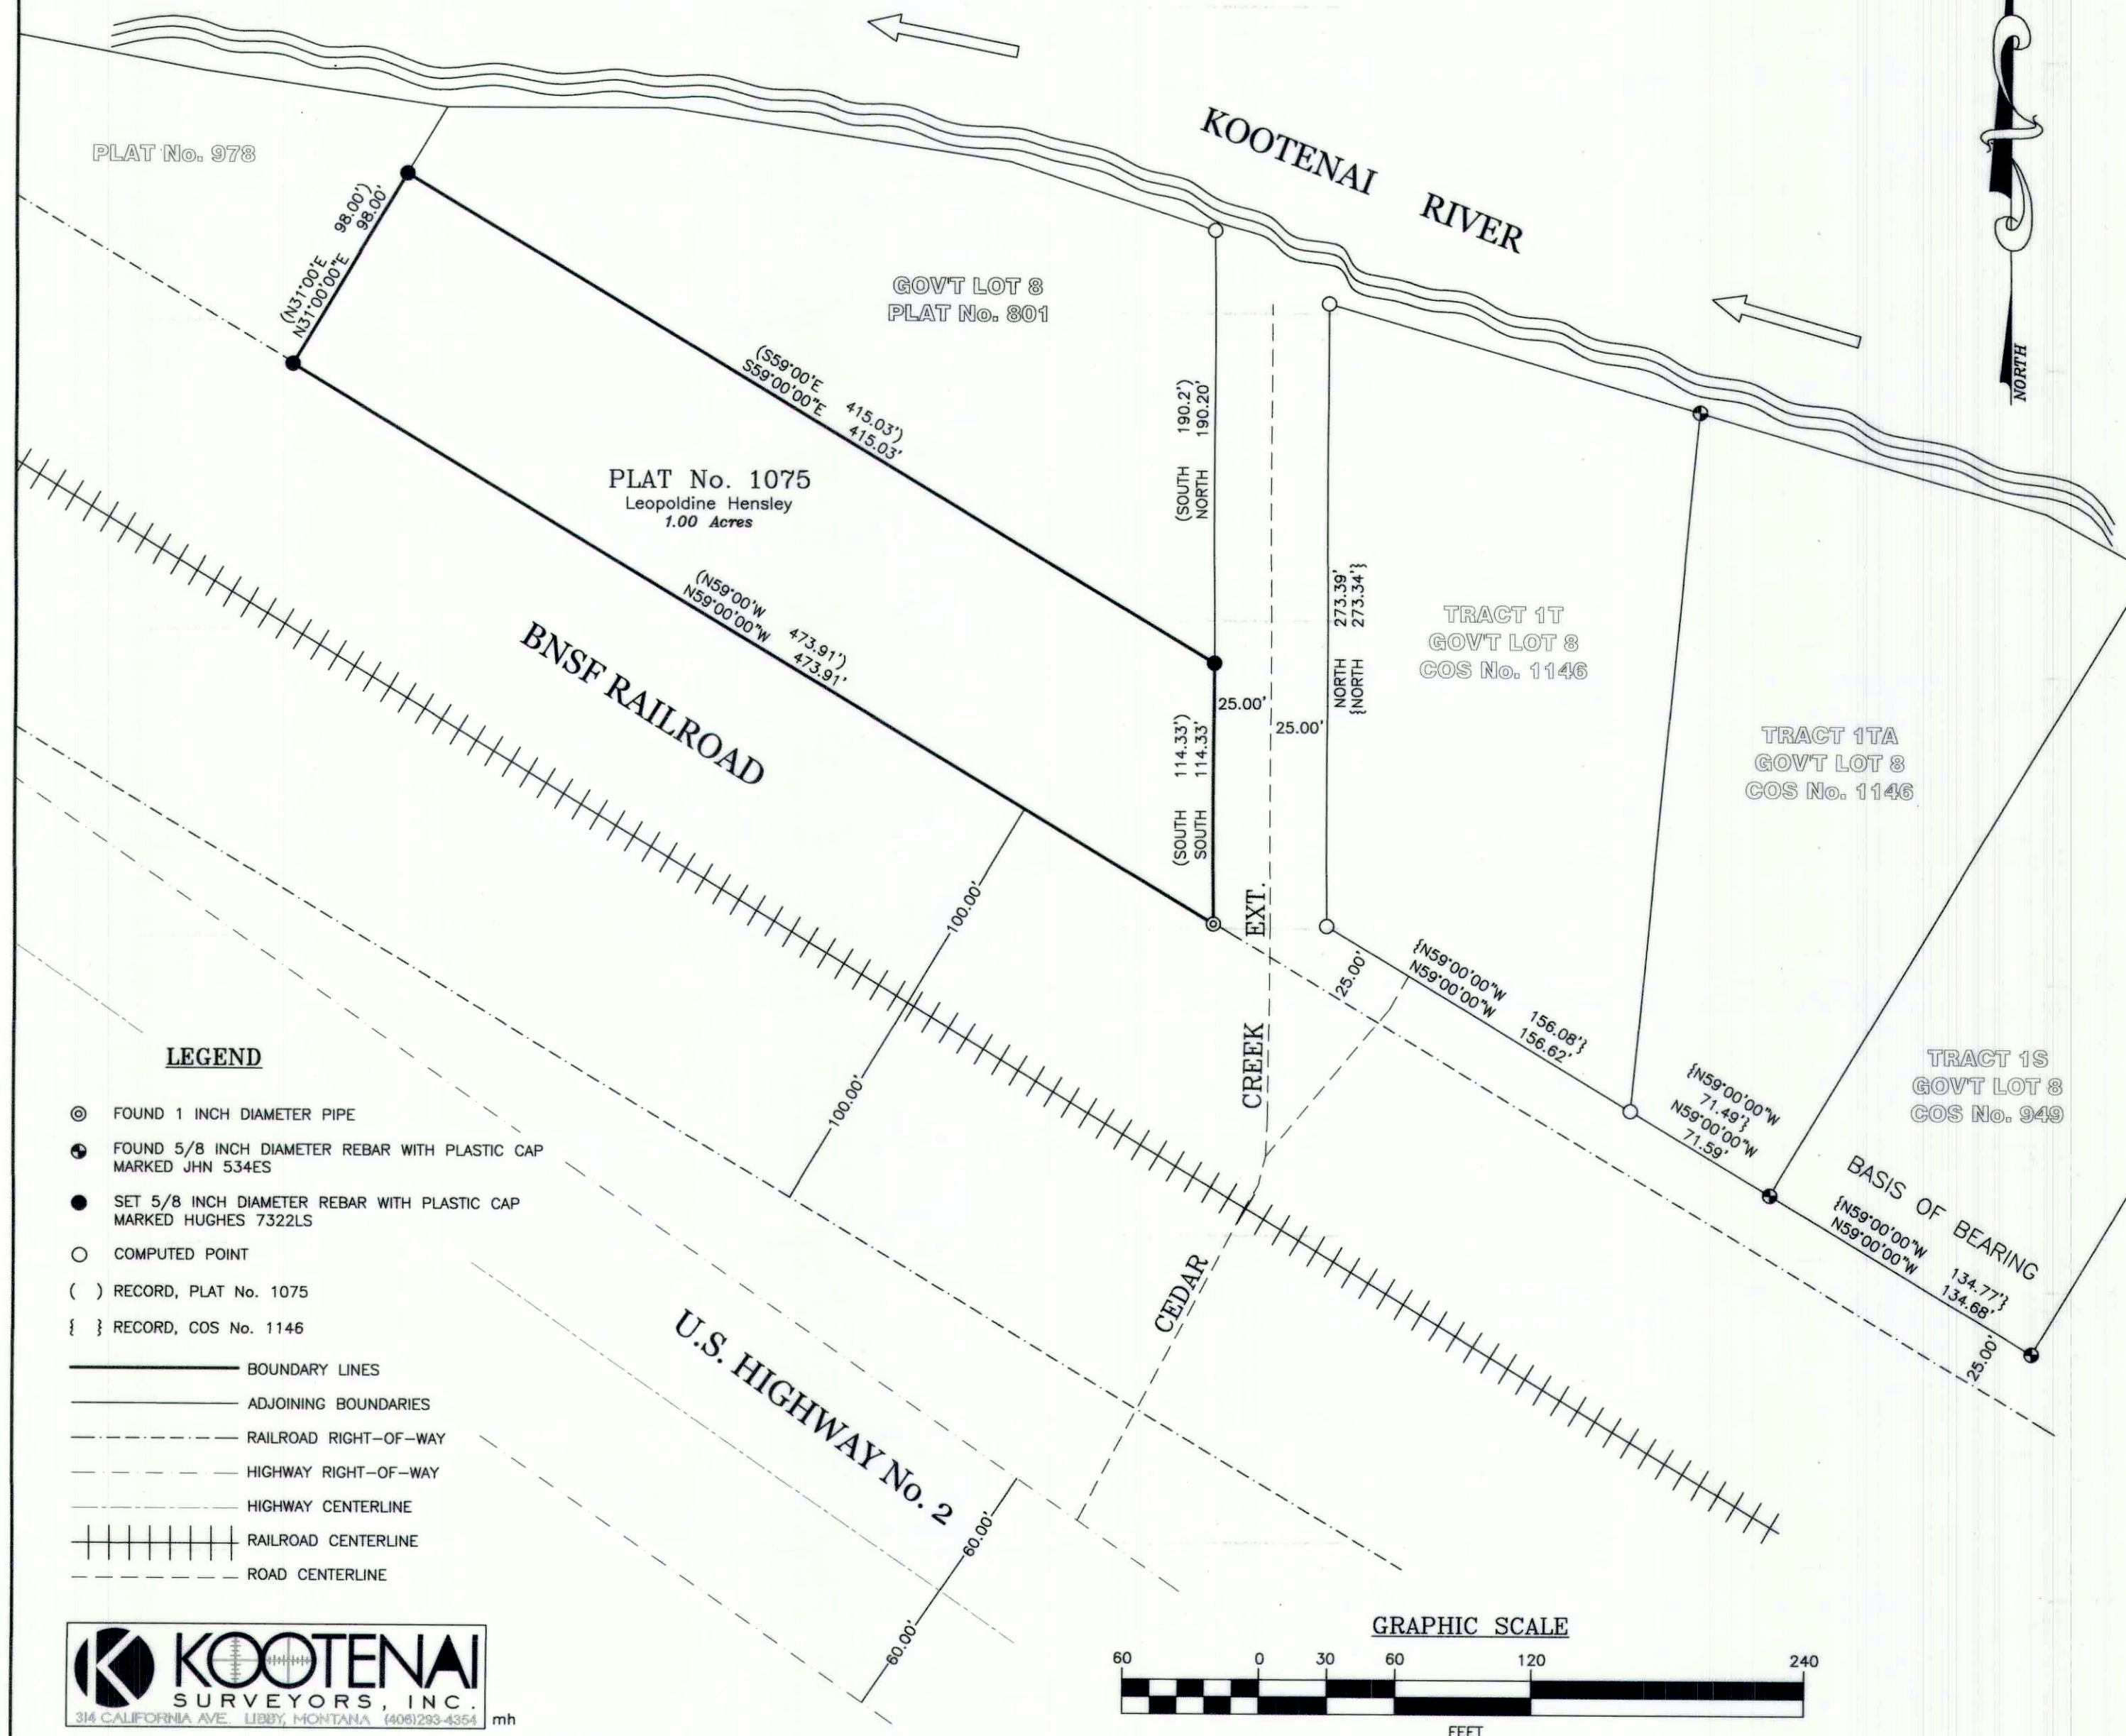 KOOTENAI RIVER
NORTH
PLAT No. 978
(N31°00'E 98.00')
N31°00'00"E 98.00'
GOV'T LOT 8
PLAT No. 801
(S59°00'E 415.03')
S59°00'00"E 415.03'
(SOUTH 190.2')
NORTH 190.20'
PLAT No. 1075
Leopoldine Hensley
1.00 Acres
(N59°00'W 473.91')
N59°00'00"W 473.91'
BNSF RAILROAD
NORTH 273.39'
{NORTH 273.34'}
TRACT 1T
GOV'T LOT 8
COS No. 1146
25.00'
25.00'
(SOUTH 114.33')
SOUTH 114.33'
TRACT 1TA
GOV'T LOT 8
COS No. 1146
100.00'
100.00'
CEDAR CREEK EXT.
25.00'
{N59°00'00"W 156.08'}
N59°00'00"W 156.62'
{N59°00'00"W
71.49'}
N59°00'00"W
71.59'
TRACT 1S
GOV'T LOT 8
COS No. 949
BASIS OF BEARING
{N59°00'00"W 134.77'}
N59°00'00"W 134.68'
25.00'
U.S. HIGHWAY No. 2
60.00'
60.00'
LEGEND
FOUND 1 INCH DIAMETER PIPE
FOUND 5/8 INCH DIAMETER REBAR WITH PLASTIC CAP
MARKED JHN 534ES
SET 5/8 INCH DIAMETER REBAR WITH PLASTIC CAP
MARKED HUGHES 7322LS
COMPUTED POINT
( ) RECORD, PLAT No. 1075
{ } RECORD, COS No. 1146
BOUNDARY LINES
ADJOINING BOUNDARIES
RAILROAD RIGHT-OF-WAY
HIGHWAY RIGHT-OF-WAY
HIGHWAY CENTERLINE
RAILROAD CENTERLINE
ROAD CENTERLINE
K KOOTENAI
SURVEYORS, INC.
314 CALIFORNIA AVE. LIBBY, MONTANA (406)293-4354
mh
GRAPHIC SCALE
60 0 30 60 120 240
FEET